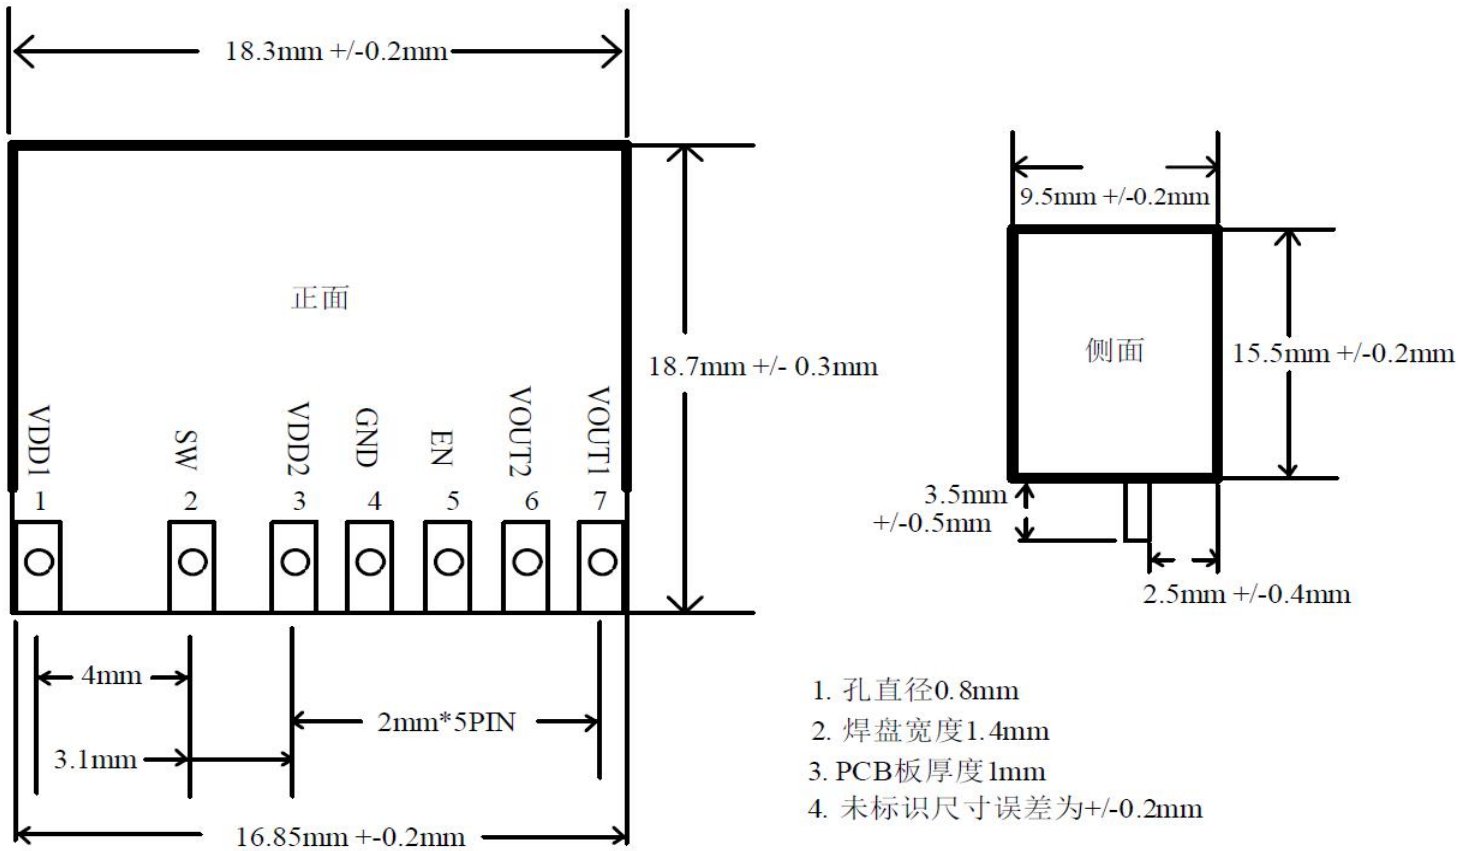 18.3mm +/-0.2mm
正面
18.7mm +/- 0.3mm
VDD1
SW
VDD2
GND
EN
VOUT2
VOUT1
1
2
3
4
5
6
7
4mm
2mm*5PIN
3.1mm
16.85mm +-0.2mm
9.5mm +/-0.2mm
侧面
15.5mm +/-0.2mm
3.5mm
+/-0.5mm
2.5mm +/-0.4mm
1. 孔直径0.8mm
2. 焊盘宽度1.4mm
3. PCB板厚度1mm
4. 未标识尺寸误差为+/-0.2mm